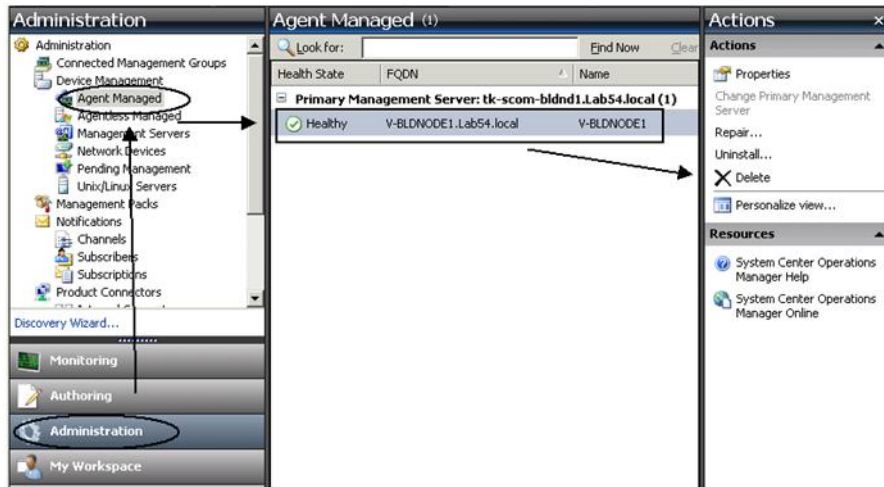 Administration
Administration
Connected Management Groups
Device Management
Agent Managed
Agentless Managed
Management Servers
Network Devices
Pending Management
Unix/Linux Servers
Management Packs
Notifications
Channels
Subscribers
Subscriptions
Product Connectors
Discovery Wizard...
Monitoring
Authoring
Administration
My Workspace
Agent Managed (1)
Look for:
Find Now
Clear
Health State
FQDN
Name
Primary Management Server: tk-scom-bldnd1.Lab54.local (1)
Healthy
V-BLDNODE1.Lab54.local
V-BLDNODE1
Actions
Actions
Properties
Change Primary Management
Server
Repair...
Uninstall...
Delete
Personalize view...
Resources
System Center Operations
Manager Help
System Center Operations
Manager Online